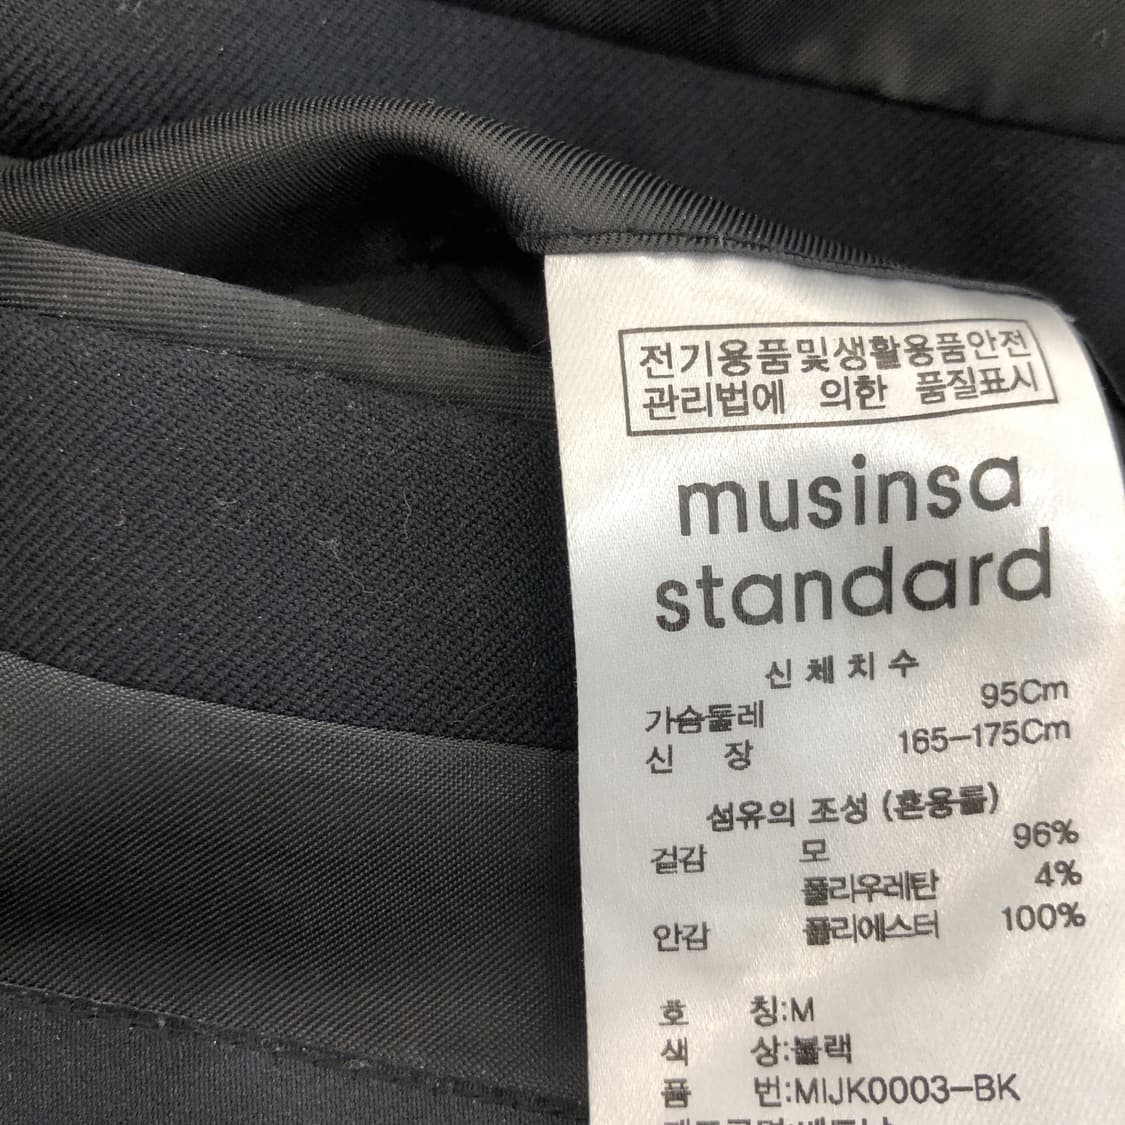 전기용품및생활용품안전
관리법에 의한 품질표시
musinsa
standard
신체치수
가슴둘레 95Cm
신 장 165-175Cm
섬유의 조성 (혼용률)
겉감 모 96%
폴리우레탄 4%
안감 폴리에스터 100%
호 칭:M
색 상:블랙
품 번:MIJK0003-BK